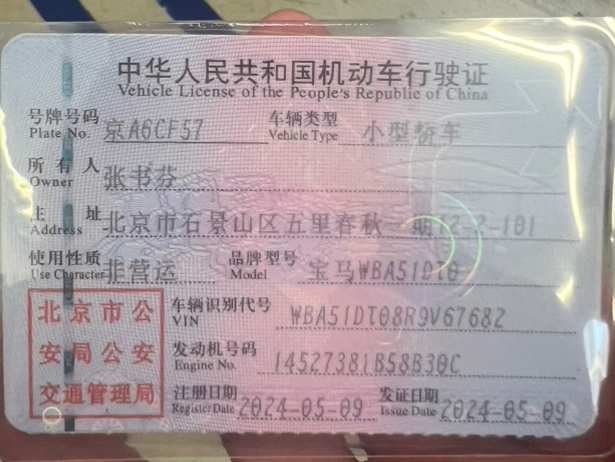 中华人民共和国机动车行驶证
Vehicle License of the People's Republic of China
号牌号码 京A6CF57 车辆类型 小型轿车
Plate No. Vehicle Type
所有人 张书芬
Owner
住址 北京市石景山区五里春秋二期12-2-101
Address
使用性质 非营运 品牌型号 宝马WBA51DT0
Use Character Model
北京市公安局公安交通管理局
车辆识别代号 WBA51DT08R9V67682
VIN
发动机号码 14527381B58B30C
Engine No.
注册日期 2024-05-09 发证日期 2024-05-09
Register Date Issue Date